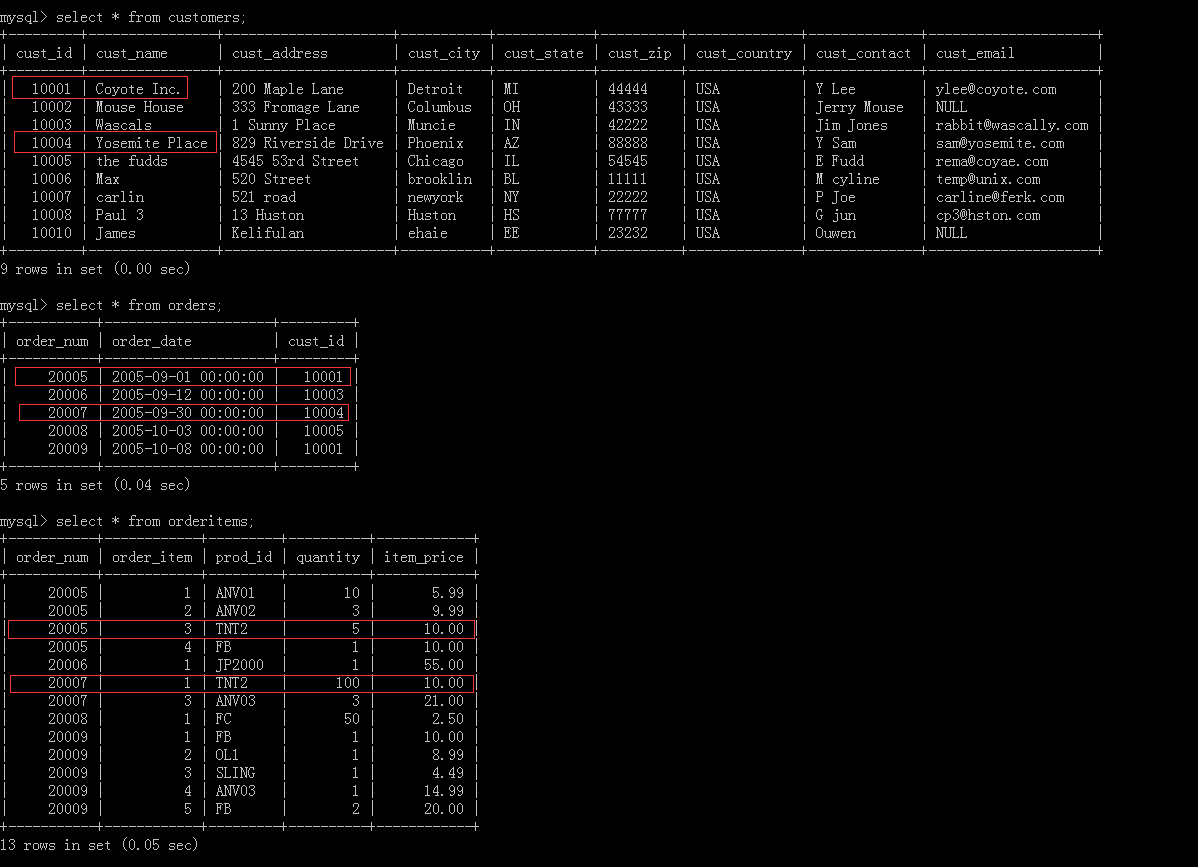 mysql> select * from customers;
+---------+----------------+---------------------+-----------+------------+----------+--------------+--------------+---------------------+
| cust_id | cust_name      | cust_address        | cust_city | cust_state | cust_zip | cust_country | cust_contact | cust_email          |
+---------+----------------+---------------------+-----------+------------+----------+--------------+--------------+---------------------+
| 10001 | Coyote Inc. | 200 Maple Lane | Detroit | MI | 44444 | USA | Y Lee | ylee@coyote.com |
| 10002 | Mouse House | 333 Fromage Lane | Columbus | OH | 43333 | USA | Jerry Mouse | NULL |
| 10003 | Wascals | 1 Sunny Place | Muncie | IN | 42222 | USA | Jim Jones | rabbit@wascally.com |
| 10004 | Yosemite Place | 829 Riverside Drive | Phoenix | AZ | 88888 | USA | Y Sam | sam@yosemite.com |
| 10005 | the fudds | 4545 53rd Street | Chicago | IL | 54545 | USA | E Fudd | rema@coyae.com |
| 10006 | Max | 520 Street | brooklin | BL | 11111 | USA | M cyline | temp@unix.com |
| 10007 | carlin | 521 road | newyork | NY | 22222 | USA | P Joe | carline@ferk.com |
| 10008 | Paul 3 | 13 Huston | Huston | HS | 77777 | USA | G jun | cp3@hston.com |
| 10010 | James | Kelifulan | ehaie | EE | 23232 | USA | Ouwen | NULL |
+---------+----------------+---------------------+-----------+------------+----------+--------------+--------------+---------------------+
9 rows in set (0.00 sec)
mysql> select * from orders;
+-----------+---------------------+---------+
| order_num | order_date | cust_id |
+-----------+---------------------+---------+
| 20005 | 2005-09-01 00:00:00 | 10001 |
| 20006 | 2005-09-12 00:00:00 | 10003 |
| 20007 | 2005-09-30 00:00:00 | 10004 |
| 20008 | 2005-10-03 00:00:00 | 10005 |
| 20009 | 2005-10-08 00:00:00 | 10001 |
+-----------+---------------------+---------+
5 rows in set (0.04 sec)
mysql> select * from orderitems;
+-----------+------------+---------+----------+------------+
| order_num | order_item | prod_id | quantity | item_price |
+-----------+------------+---------+----------+------------+
| 20005 | 1 | ANV01 | 10 | 5.99 |
| 20005 | 2 | ANV02 | 3 | 9.99 |
| 20005 | 3 | TNT2 | 5 | 10.00 |
| 20005 | 4 | FB | 1 | 10.00 |
| 20006 | 1 | JP2000 | 1 | 55.00 |
| 20007 | 1 | TNT2 | 100 | 10.00 |
| 20007 | 3 | ANV03 | 3 | 21.00 |
| 20008 | 1 | FC | 50 | 2.50 |
| 20009 | 1 | FB | 1 | 10.00 |
| 20009 | 2 | OL1 | 1 | 8.99 |
| 20009 | 3 | SLING | 1 | 4.49 |
| 20009 | 4 | ANV03 | 1 | 14.99 |
| 20009 | 5 | FB | 2 | 20.00 |
+-----------+------------+---------+----------+------------+
13 rows in set (0.05 sec)